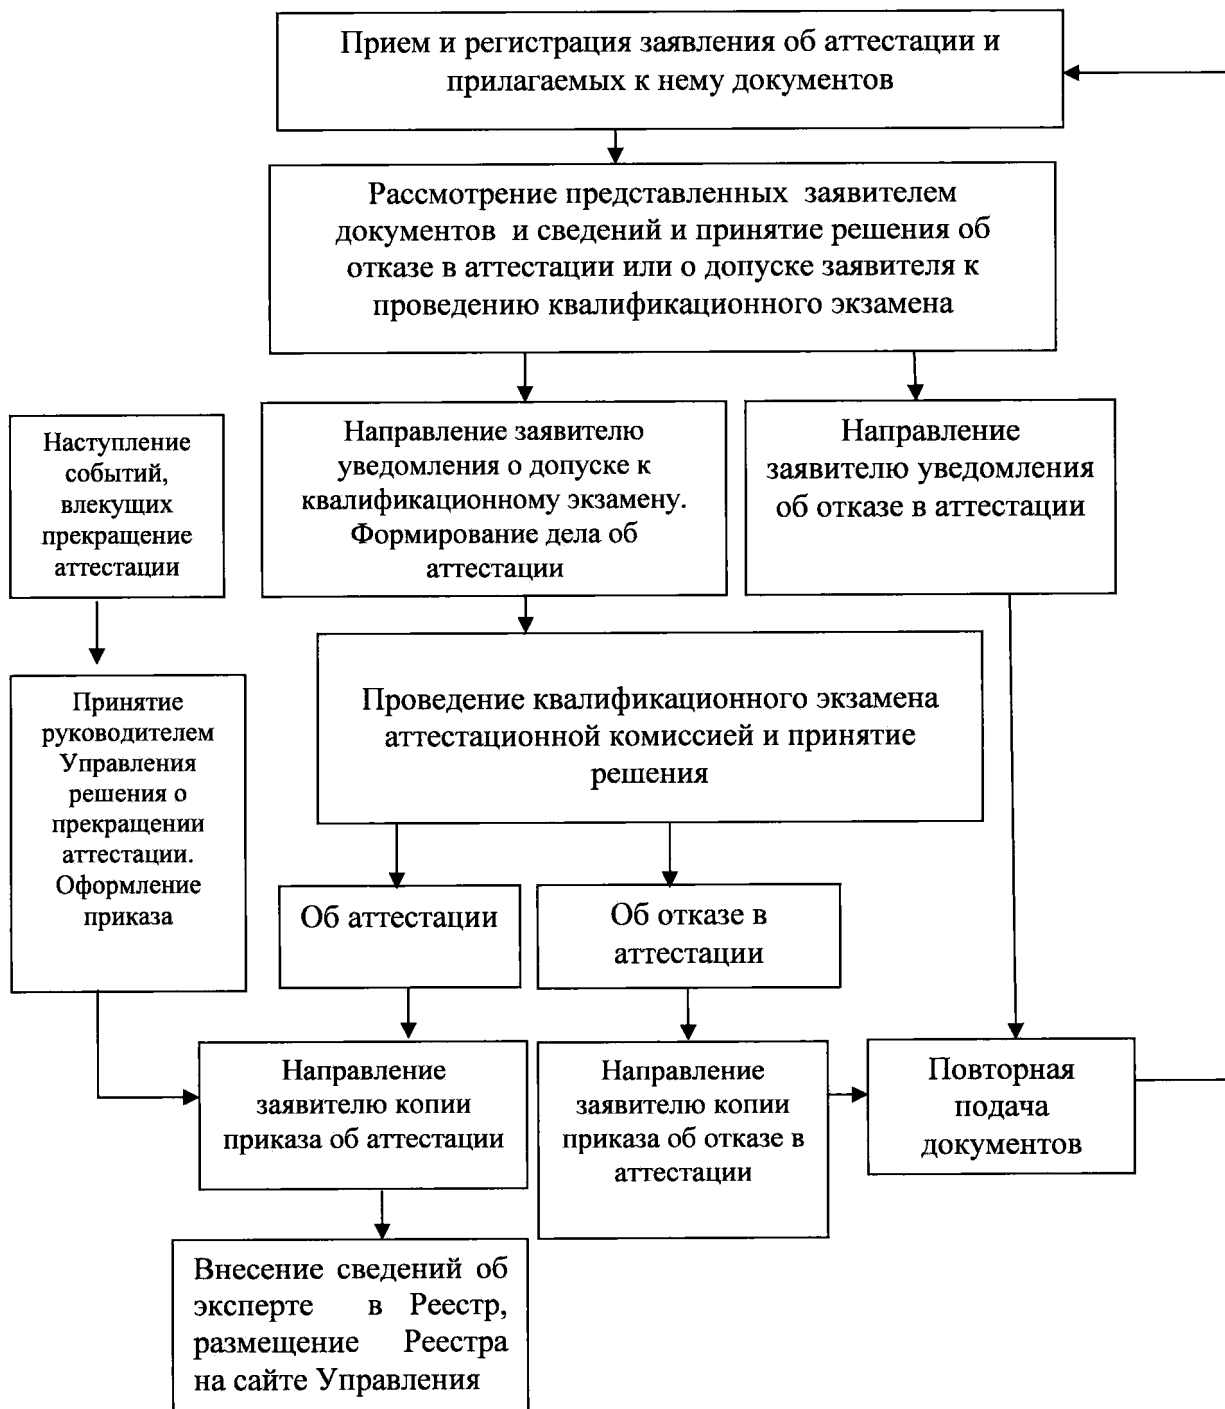 Прием и регистрация заявления об аттестации и
прилагаемых к нему документов
Рассмотрение представленных заявителем
документов и сведений и принятие решения об
отказе в аттестации или о допуске заявителя к
проведению квалификационного экзамена
Наступление
событий,
влекущих
прекращение
аттестации
Направление заявителю
уведомления о допуске к
квалификационному экзамену.
Формирование дела об
аттестации
Направление
заявителю уведомления
об отказе в аттестации
Принятие
руководителем
Управления
решения о
прекращении
аттестации.
Оформление
приказа
Проведение квалификационного экзамена
аттестационной комиссией и принятие
решения
Об аттестации
Об отказе в
аттестации
Направление
заявителю копии
приказа об аттестации
Направление
заявителю копии
приказа об отказе в
аттестации
Повторная
подача
документов
Внесение сведений об
эксперте в Реестр,
размещение Реестра
на сайте Управления